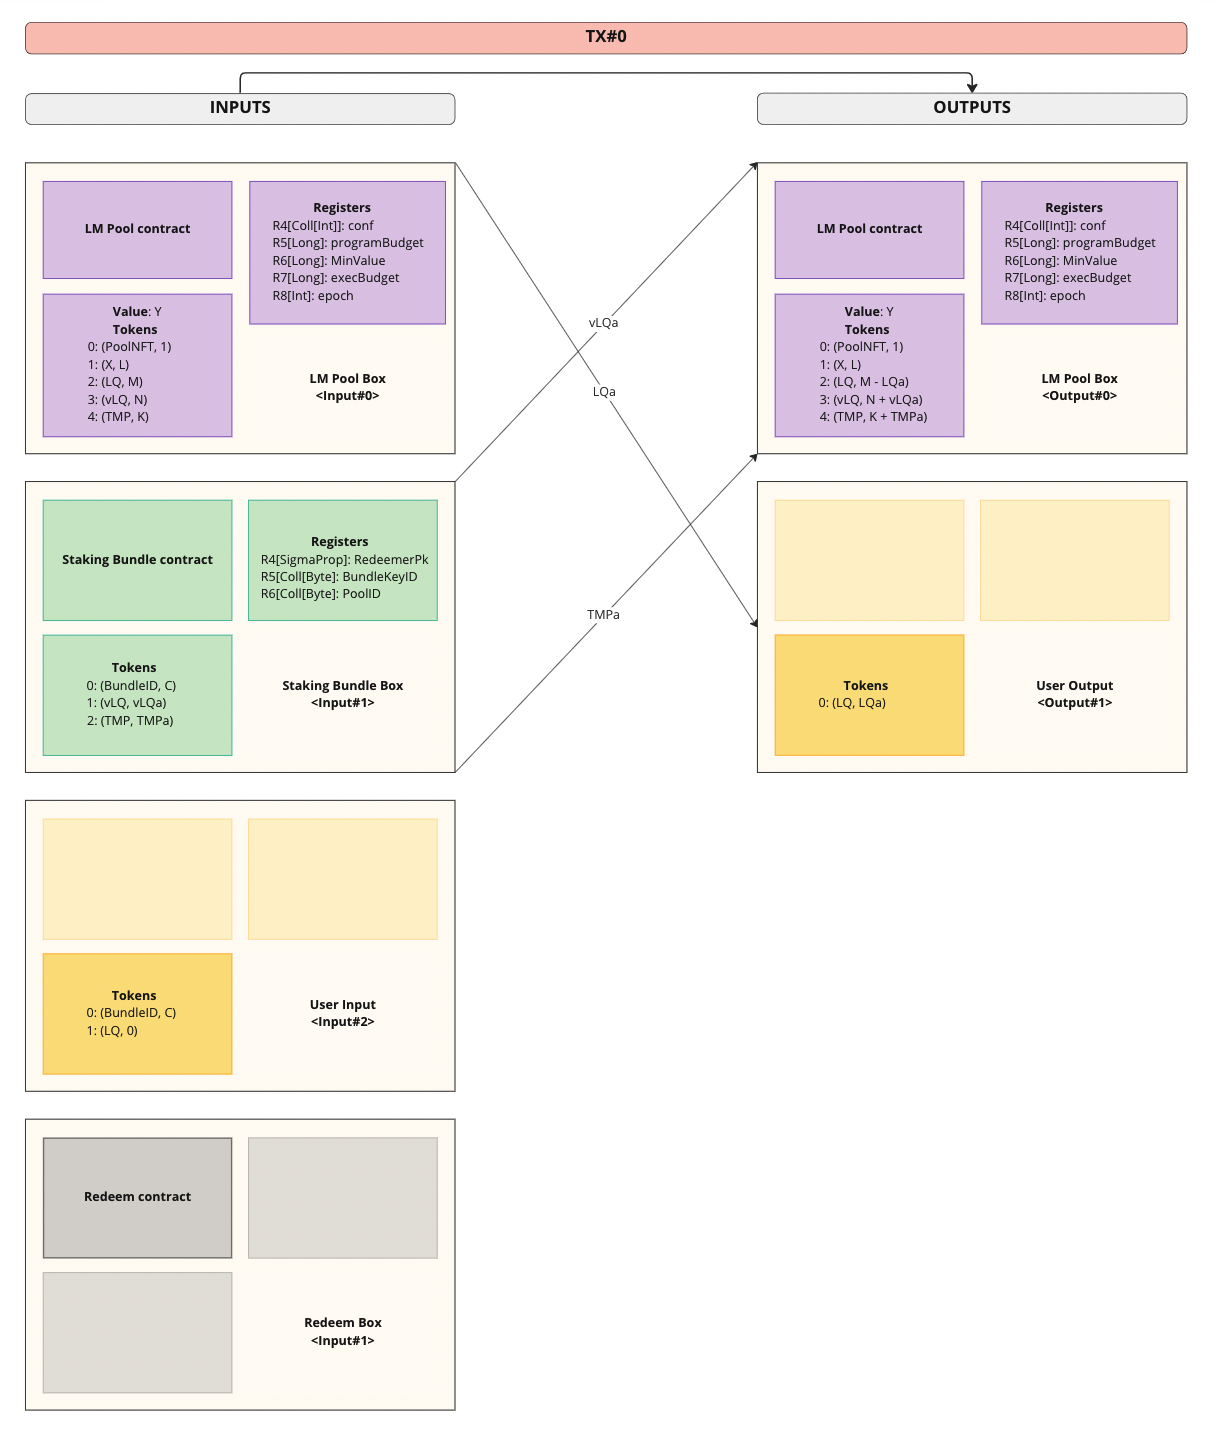 TX#0
INPUTS
OUTPUTS
LM Pool contract
Registers
R4[Coll[Int]]: conf
R5[Long]: programBudget
R6[Long]: MinValue
R7[Long]: execBudget
R8[Int]: epoch
Value: Y
Tokens
0: (PoolNFT, 1)
1: (X, L)
2: (LQ, M)
3: (vLQ, N)
4: (TMP, K)
LM Pool Box
<Input#0>
vLQa
LQa
TMPa
LM Pool contract
Registers
R4[Coll[Int]]: conf
R5[Long]: programBudget
R6[Long]: MinValue
R7[Long]: execBudget
R8[Int]: epoch
Value: Y
Tokens
0: (PoolNFT, 1)
1: (X, L)
2: (LQ, M - LQa)
3: (vLQ, N + vLQa)
4: (TMP, K + TMPa)
LM Pool Box
<Output#0>
Staking Bundle contract
Registers
R4[SigmaProp]: RedeemerPk
R5[Coll[Byte]: BundleKeyID
R6[Coll[Byte]: PoolID
Tokens
0: (BundleID, C)
1: (vLQ, vLQa)
2: (TMP, TMPa)
Staking Bundle Box
<Input#1>
Tokens
0: (LQ, LQa)
User Output
<Output#1>
Tokens
0: (BundleID, C)
1: (LQ, 0)
User Input
<Input#2>
Redeem contract
Redeem Box
<Input#1>